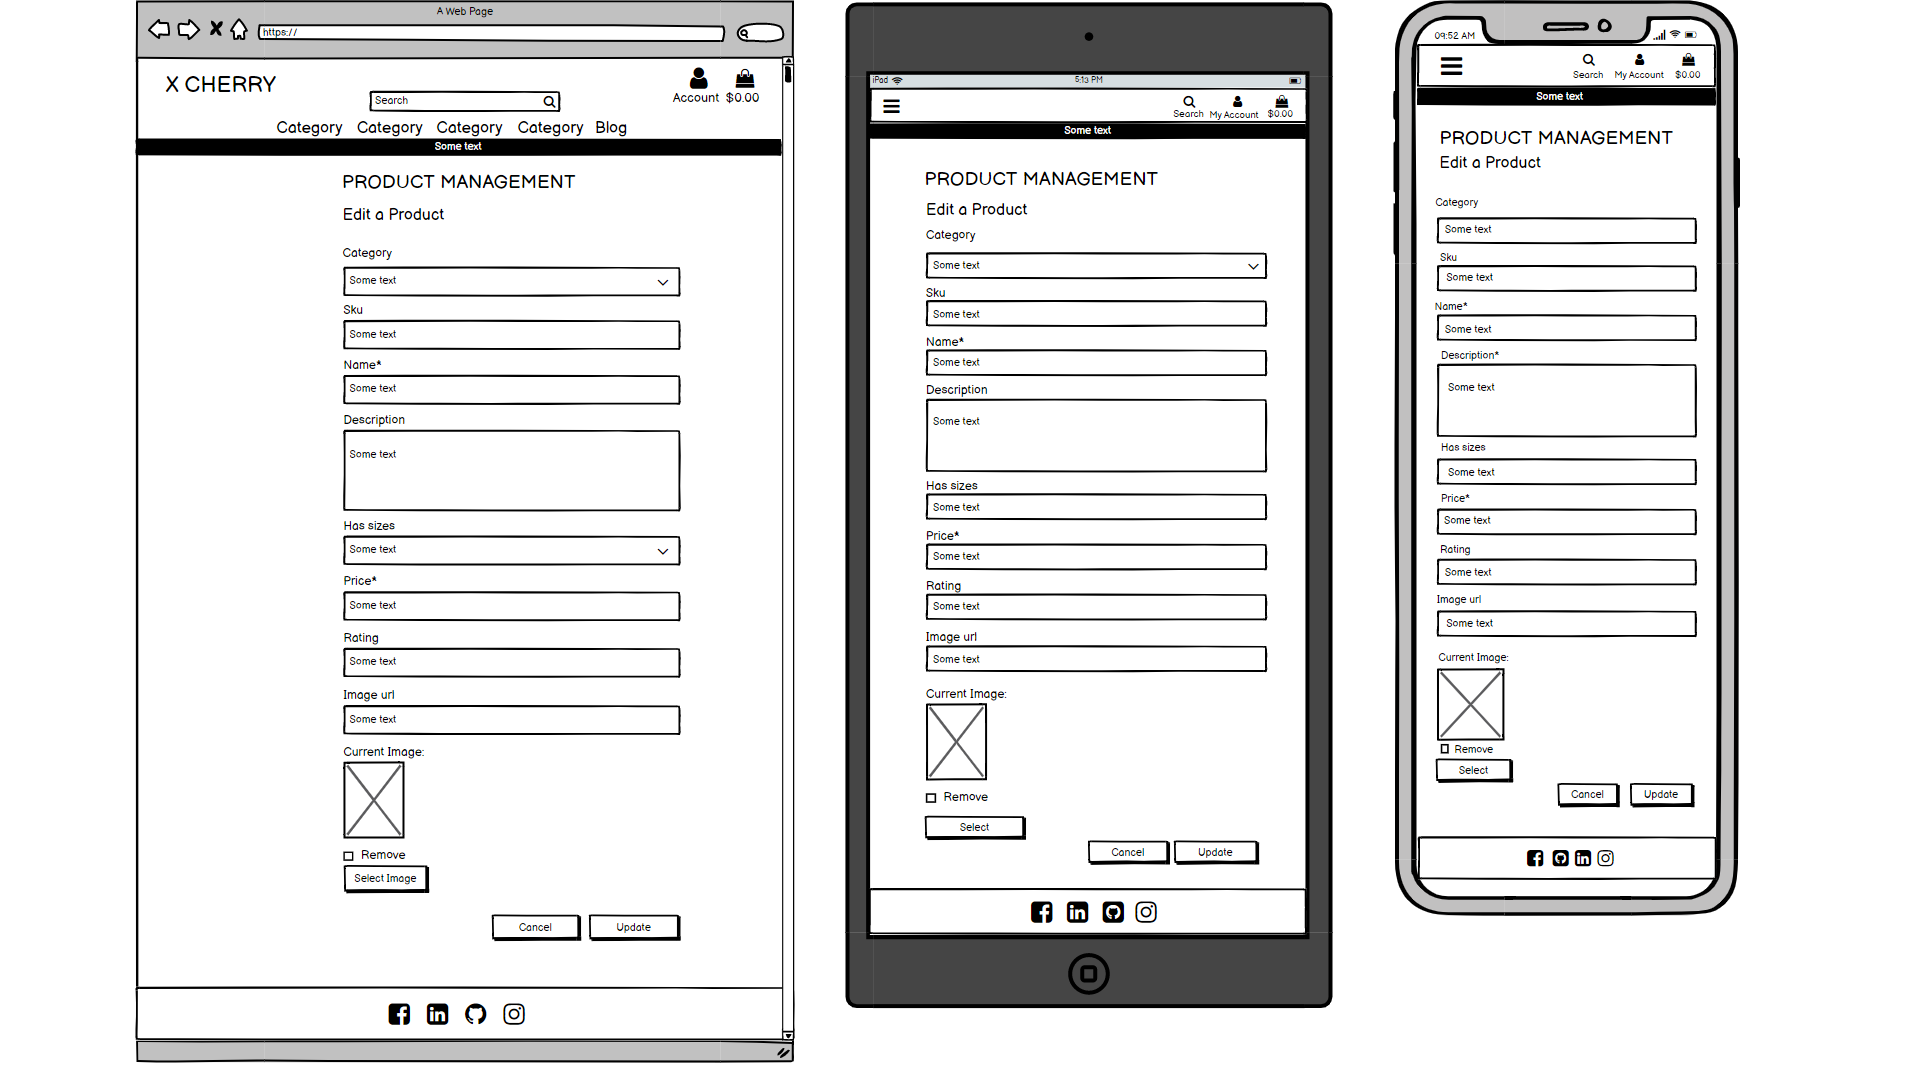 A Web Page
https://
X CHERRY
Search
Account $0.00
Category Category Category Category Blog
Some text
PRODUCT MANAGEMENT
Edit a Product
Category
Some text
Sku
Some text
Name*
Some text
Description
Some text
Has sizes
Some text
Price*
Some text
Rating
Some text
Image url
Some text
Current Image:
Remove
Select Image
Cancel Update
iPad 5:13 PM
Search My Account $0.00
Some text
PRODUCT MANAGEMENT
Edit a Product
Category
Some text
Sku
Some text
Name*
Some text
Description
Some text
Has sizes
Some text
Price*
Some text
Rating
Some text
Image url
Some text
Current Image:
Remove
Select
Cancel Update
09:52 AM
Search My Account $0.00
Some text
PRODUCT MANAGEMENT
Edit a Product
Category
Some text
Sku
Some text
Name*
Some text
Description*
Some text
Has sizes
Some text
Price*
Some text
Rating
Some text
Image url
Some text
Current Image:
Remove
Select
Cancel Update